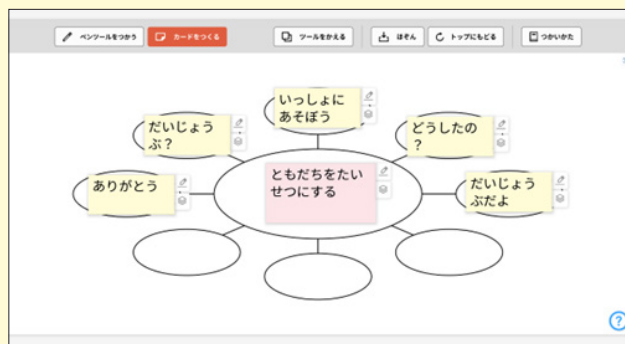 ペンツールをつかう
カードをつくる
ツールをかえる
ほぞん
トップにもどる
つかいかた
いっしょに
あそぼう
だいじょう
ぶ？
どうしたの
？
ありがとう
ともだちをたい
せつにする
だいじょう
ぶだよ
?